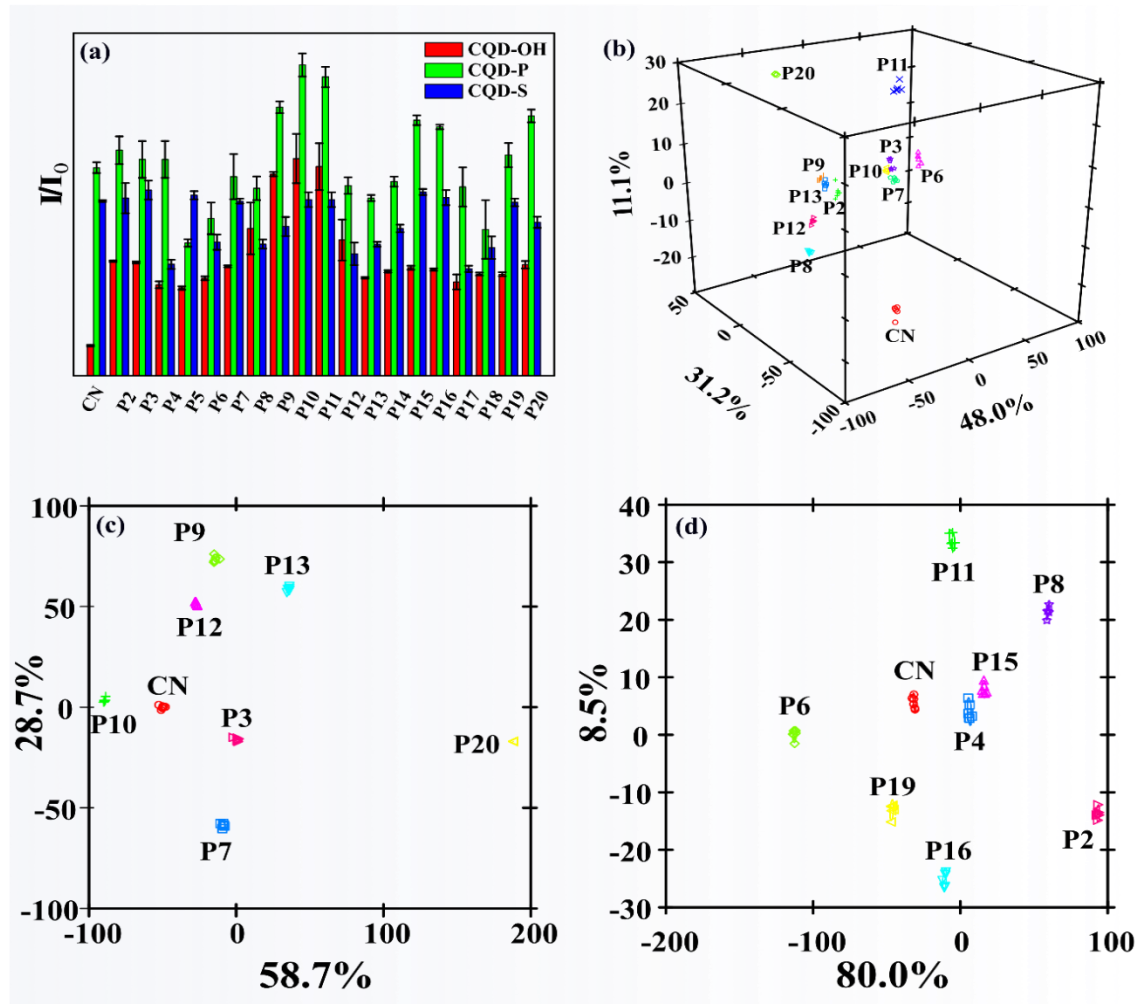 (a)
CQD-OH
CQD-P
CQD-S
I/I0
CN P2 P3 P4 P5 P6 P7 P8 P9 P10 P11 P12 P13 P14 P15 P16 P17 P18 P19 P20
(b)
30
20
10
0
-10
-20
11.1%
P20
P11
P3
P9
P10
P6
P13
P2
P7
P12
P8
CN
50
0
-50
-100
31.2%
-100
-50
0
50
100
48.0%
(c)
100
50
0
-50
-100
28.7%
P9
P13
P12
CN
P10
P3
P20
P7
-100 0 100 200
58.7%
(d)
40
30
20
10
0
-10
-20
-30
8.5%
P11
P8
CN
P15
P6
P4
P19
P2
P16
-200 -100 0 100
80.0%